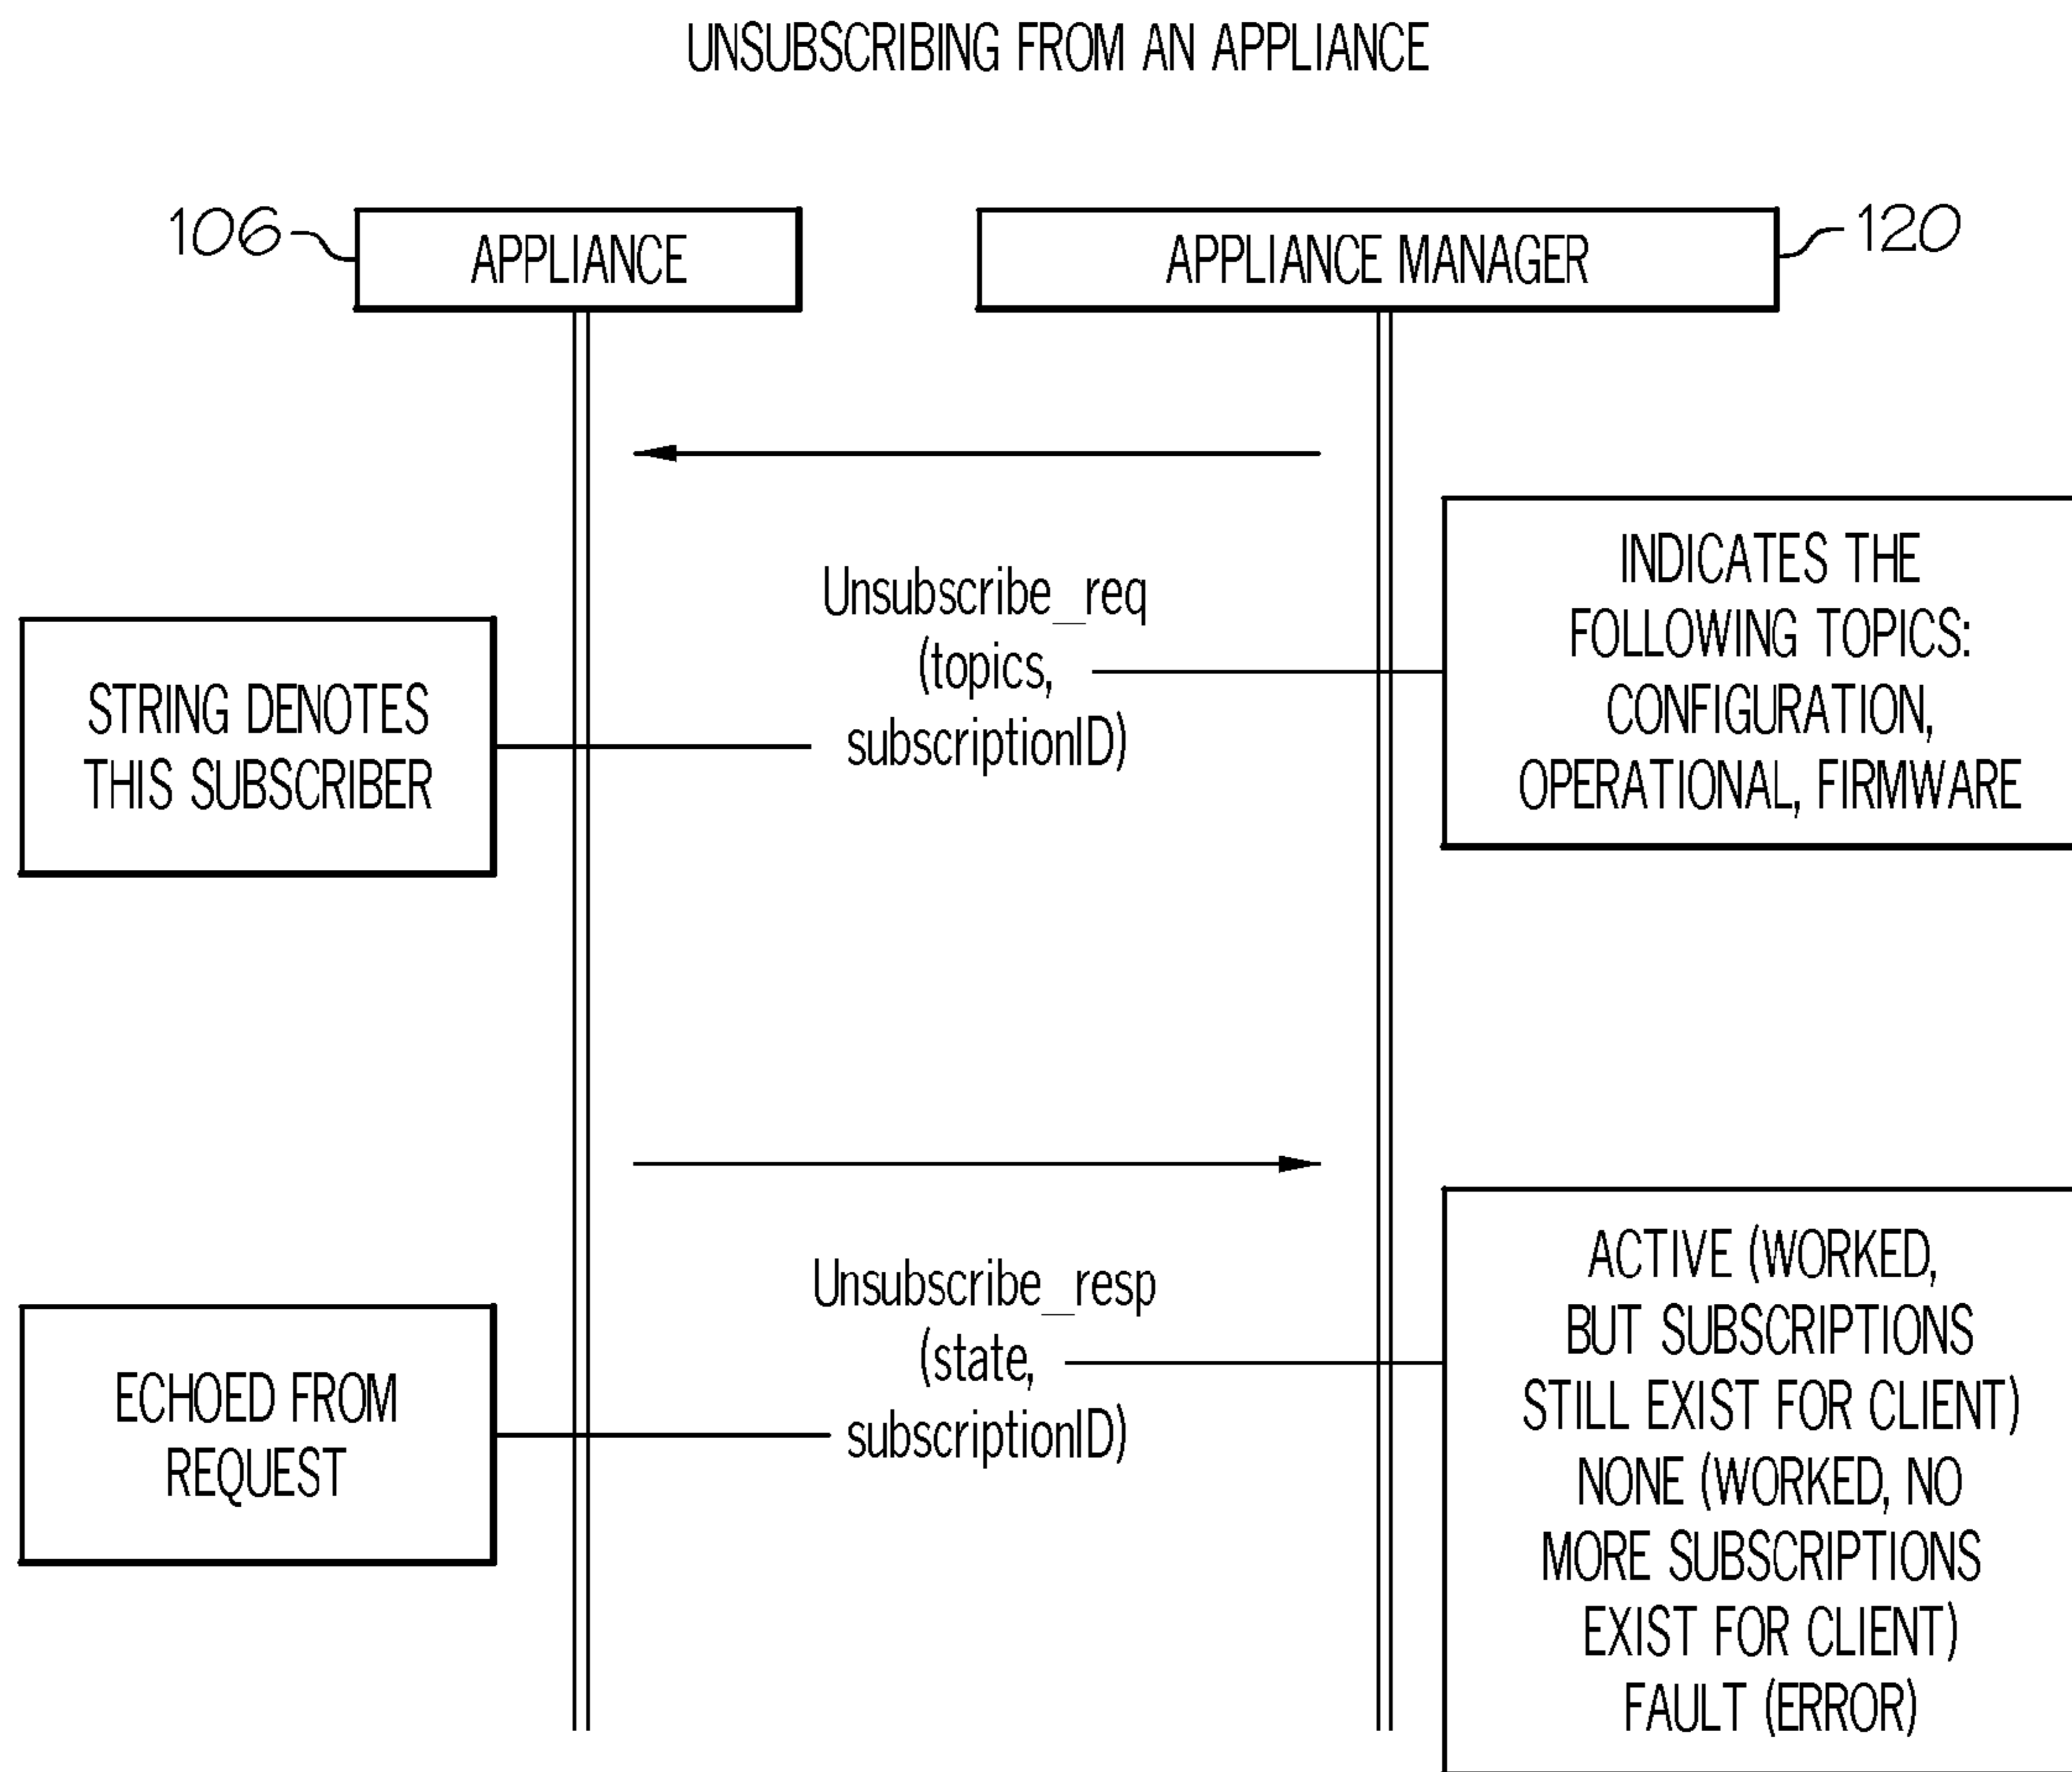 UNSUBSCRIBING FROM AN APPLIANCE
106
APPLIANCE
APPLIANCE MANAGER
120
Unsubscribe_req
(topics,
subscriptionID)
STRING DENOTES
THIS SUBSCRIBER
INDICATES THE
FOLLOWING TOPICS:
CONFIGURATION,
OPERATIONAL, FIRMWARE
Unsubscribe_resp
(state,
subscriptionID)
ECHOED FROM
REQUEST
ACTIVE (WORKED,
BUT SUBSCRIPTIONS
STILL EXIST FOR CLIENT)
NONE (WORKED, NO
MORE SUBSCRIPTIONS
EXIST FOR CLIENT)
FAULT (ERROR)